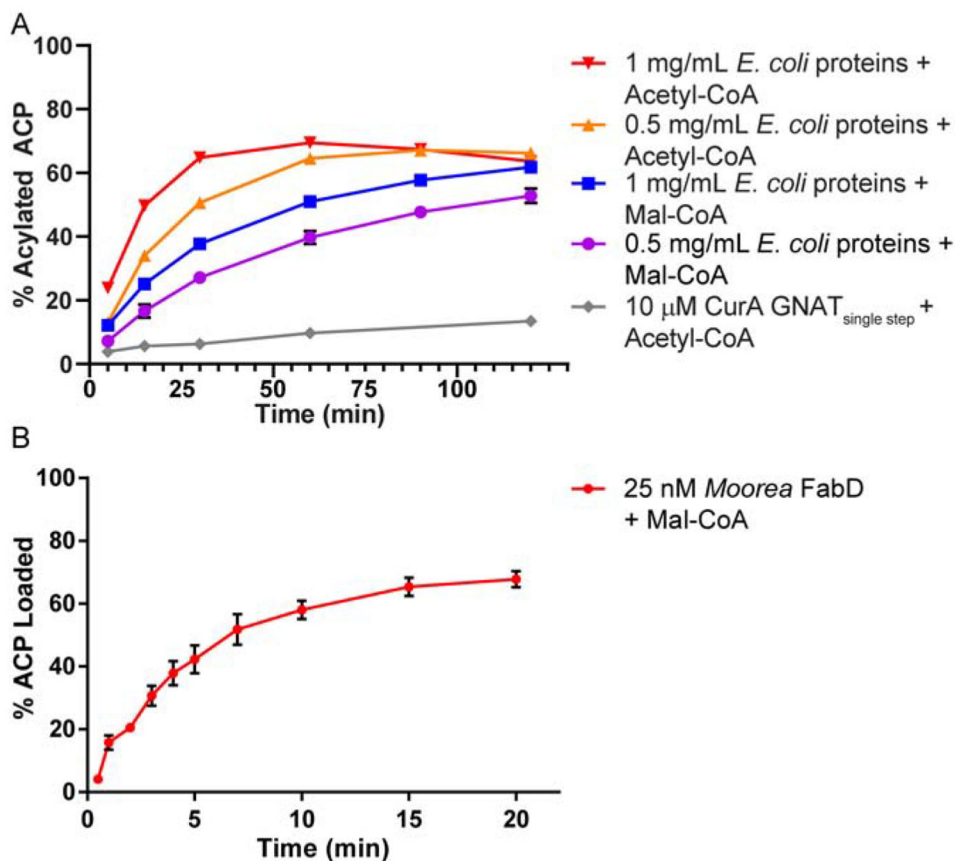 A
% Acylated ACP
100
80
60
40
20
0
0 25 50 75 100
Time (min)
1 mg/mL E. coli proteins +
Acetyl-CoA
0.5 mg/mL E. coli proteins +
Acetyl-CoA
1 mg/mL E. coli proteins +
Mal-CoA
0.5 mg/mL E. coli proteins +
Mal-CoA
10 μM CurA GNATsingle step +
Acetyl-CoA
B
% ACP Loaded
100
80
60
40
20
0
0 5 10 15 20
Time (min)
25 nM Moorea FabD
+ Mal-CoA